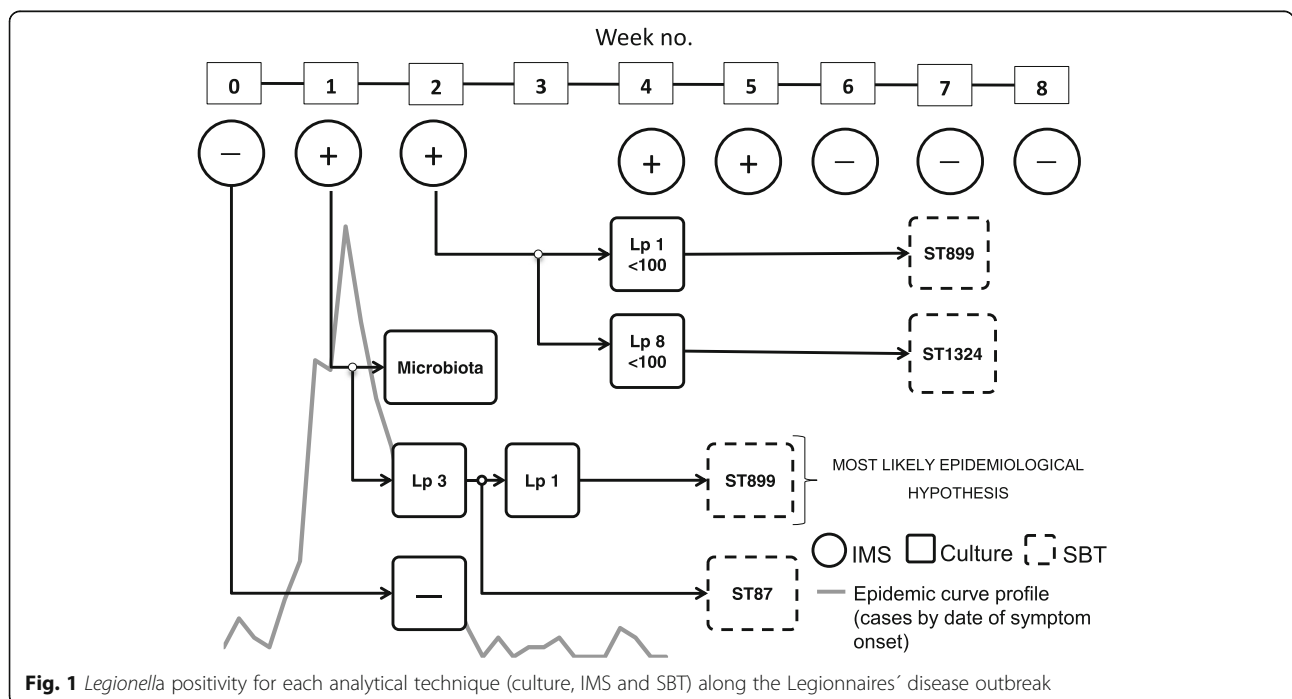 Week no.
0 1 2 3 4 5 6 7 8
− + + + + − − −
Lp 1
<100
ST899
Lp 8
<100
ST1324
Microbiota
Lp 3
Lp 1
ST899
MOST LIKELY EPIDEMIOLOGICAL
HYPOTHESIS
−
ST87
IMS Culture SBT
Epidemic curve profile
(cases by date of symptom
onset)
Fig. 1 Legionella positivity for each analytical technique (culture, IMS and SBT) along the Legionnaires´ disease outbreak